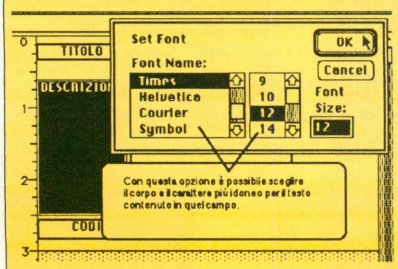 0
TITOLO
Set Font
OK
Font Name:
Cancel
Times
Helvetica
Courier
Symbol
9
10
12
14
Font
Size:
12
DESCRIZION
1
2
Con questa opzione è possibile scegliere
il corpo e il carattere più idoneo per il testo
contenuto in quel campo.
CODI
3